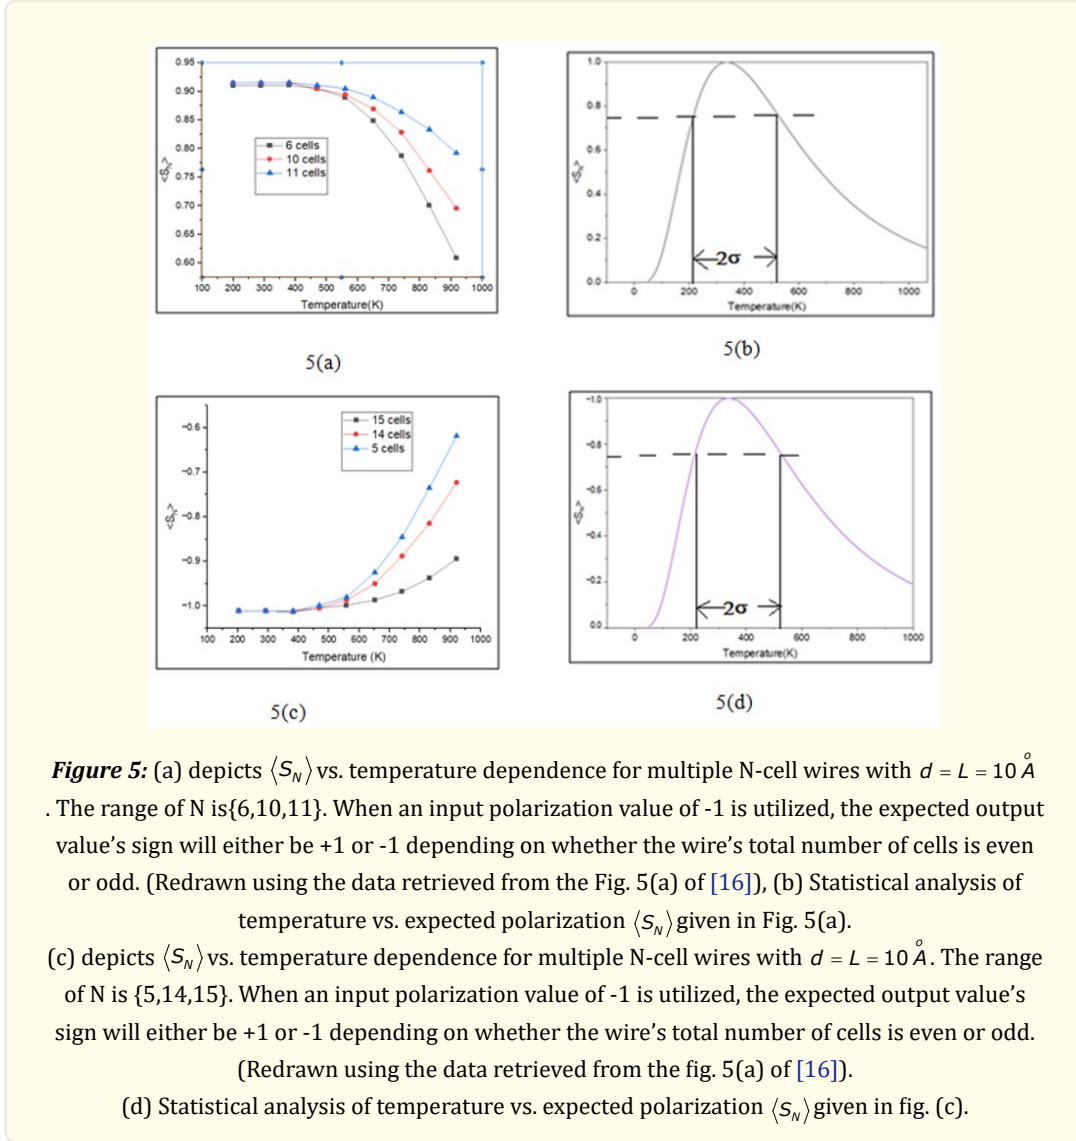 0.95
0.90
0.85
0.80
0.75
0.70
0.65
0.60
<S_N>
6 cells
10 cells
11 cells
100 200 300 400 500 600 700 800 900 1000
Temperature(K)
5(a)
1.0
0.8
0.6
0.4
0.2
0.0
<S_N>
2σ
0 200 400 600 800 1000
Temperature(K)
5(b)
−0.6
−0.7
−0.8
−0.9
−1.0
<S_N>
15 cells
14 cells
5 cells
100 200 300 400 500 600 700 800 900 1000
Temperature (K)
5(c)
−1.0
−0.8
−0.6
−0.4
−0.2
0.0
<S_N>
2σ
0 200 400 600 800 1000
Temperature(K)
5(d)
Figure 5: (a) depicts ⟨S_N⟩ vs. temperature dependence for multiple N-cell wires with d = L = 10 Å
. The range of N is{6,10,11}. When an input polarization value of -1 is utilized, the expected output
value’s sign will either be +1 or -1 depending on whether the wire’s total number of cells is even
or odd. (Redrawn using the data retrieved from the Fig. 5(a) of [16]), (b) Statistical analysis of
temperature vs. expected polarization ⟨S_N⟩ given in Fig. 5(a).
(c) depicts ⟨S_N⟩ vs. temperature dependence for multiple N-cell wires with d = L = 10 Å. The range
of N is {5,14,15}. When an input polarization value of -1 is utilized, the expected output value’s
sign will either be +1 or -1 depending on whether the wire’s total number of cells is even or odd.
(Redrawn using the data retrieved from the fig. 5(a) of [16]).
(d) Statistical analysis of temperature vs. expected polarization ⟨S_N⟩ given in fig. (c).